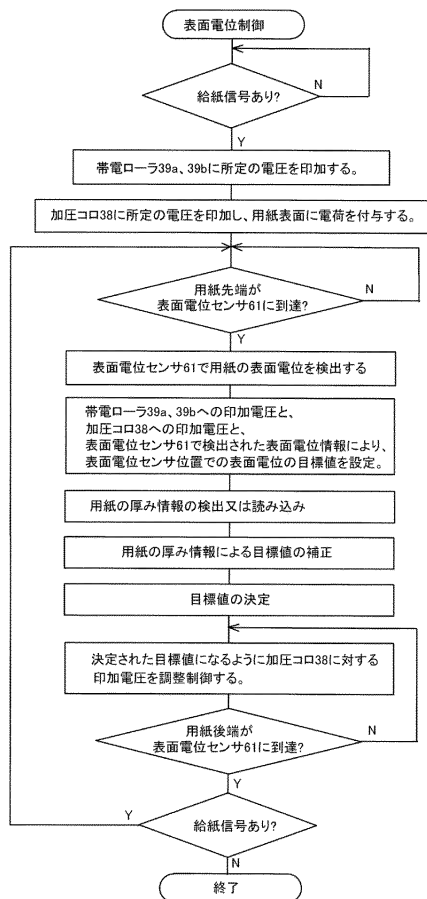 表面電位制御
給紙信号あり?
N
Y
帯電ローラ39a、39bに所定の電圧を印加する。
加圧コロ38に所定の電圧を印加し、用紙表面に電荷を付与する。
用紙先端が
表面電位センサ61に到達?
N
Y
表面電位センサ61で用紙の表面電位を検出する
帯電ローラ39a、39bへの印加電圧と、
加圧コロ38への印加電圧と、
表面電位センサ61で検出された表面電位情報により、
表面電位センサ位置での表面電位の目標値を設定。
用紙の厚み情報の検出又は読み込み
用紙の厚み情報による目標値の補正
目標値の決定
決定された目標値になるように加圧コロ38に対する
印加電圧を調整制御する。
用紙後端が
表面電位センサ61に到達?
N
Y
給紙信号あり?
Y
N
終了